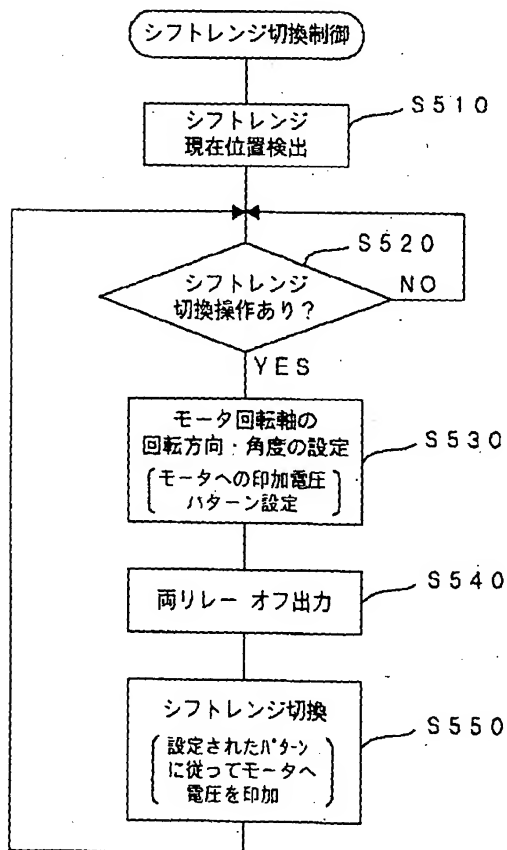 シフトレンジ切換制御
シフトレンジ
現在位置検出
S510
シフトレンジ
切換操作あり？
S520
NO
YES
モータ回転軸の
回転方向・角度の設定
モータへの印加電圧
パターン設定
S530
両リレー オフ出力
S540
シフトレンジ切換
設定されたパターン
に従ってモータへ
電圧を印加
S550